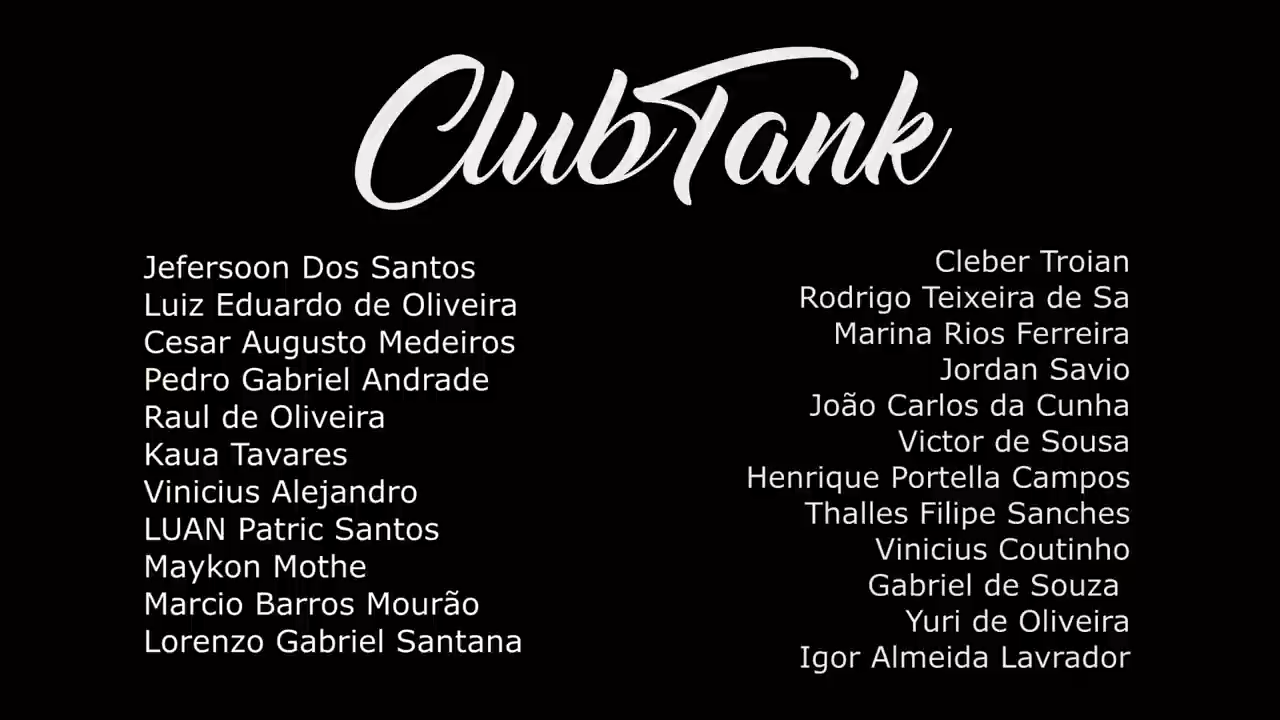 ClubTank
Jefersoon Dos Santos
Luiz Eduardo de Oliveira
Cesar Augusto Medeiros
Pedro Gabriel Andrade
Raul de Oliveira
Kaua Tavares
Vinicius Alejandro
LUAN Patric Santos
Maykon Mothe
Marcio Barros Mourão
Lorenzo Gabriel Santana
Cleber Troian
Rodrigo Teixeira de Sa
Marina Rios Ferreira
Jordan Savio
João Carlos da Cunha
Victor de Sousa
Henrique Portella Campos
Thalles Filipe Sanches
Vinicius Coutinho
Gabriel de Souza
Yuri de Oliveira
Igor Almeida Lavrador